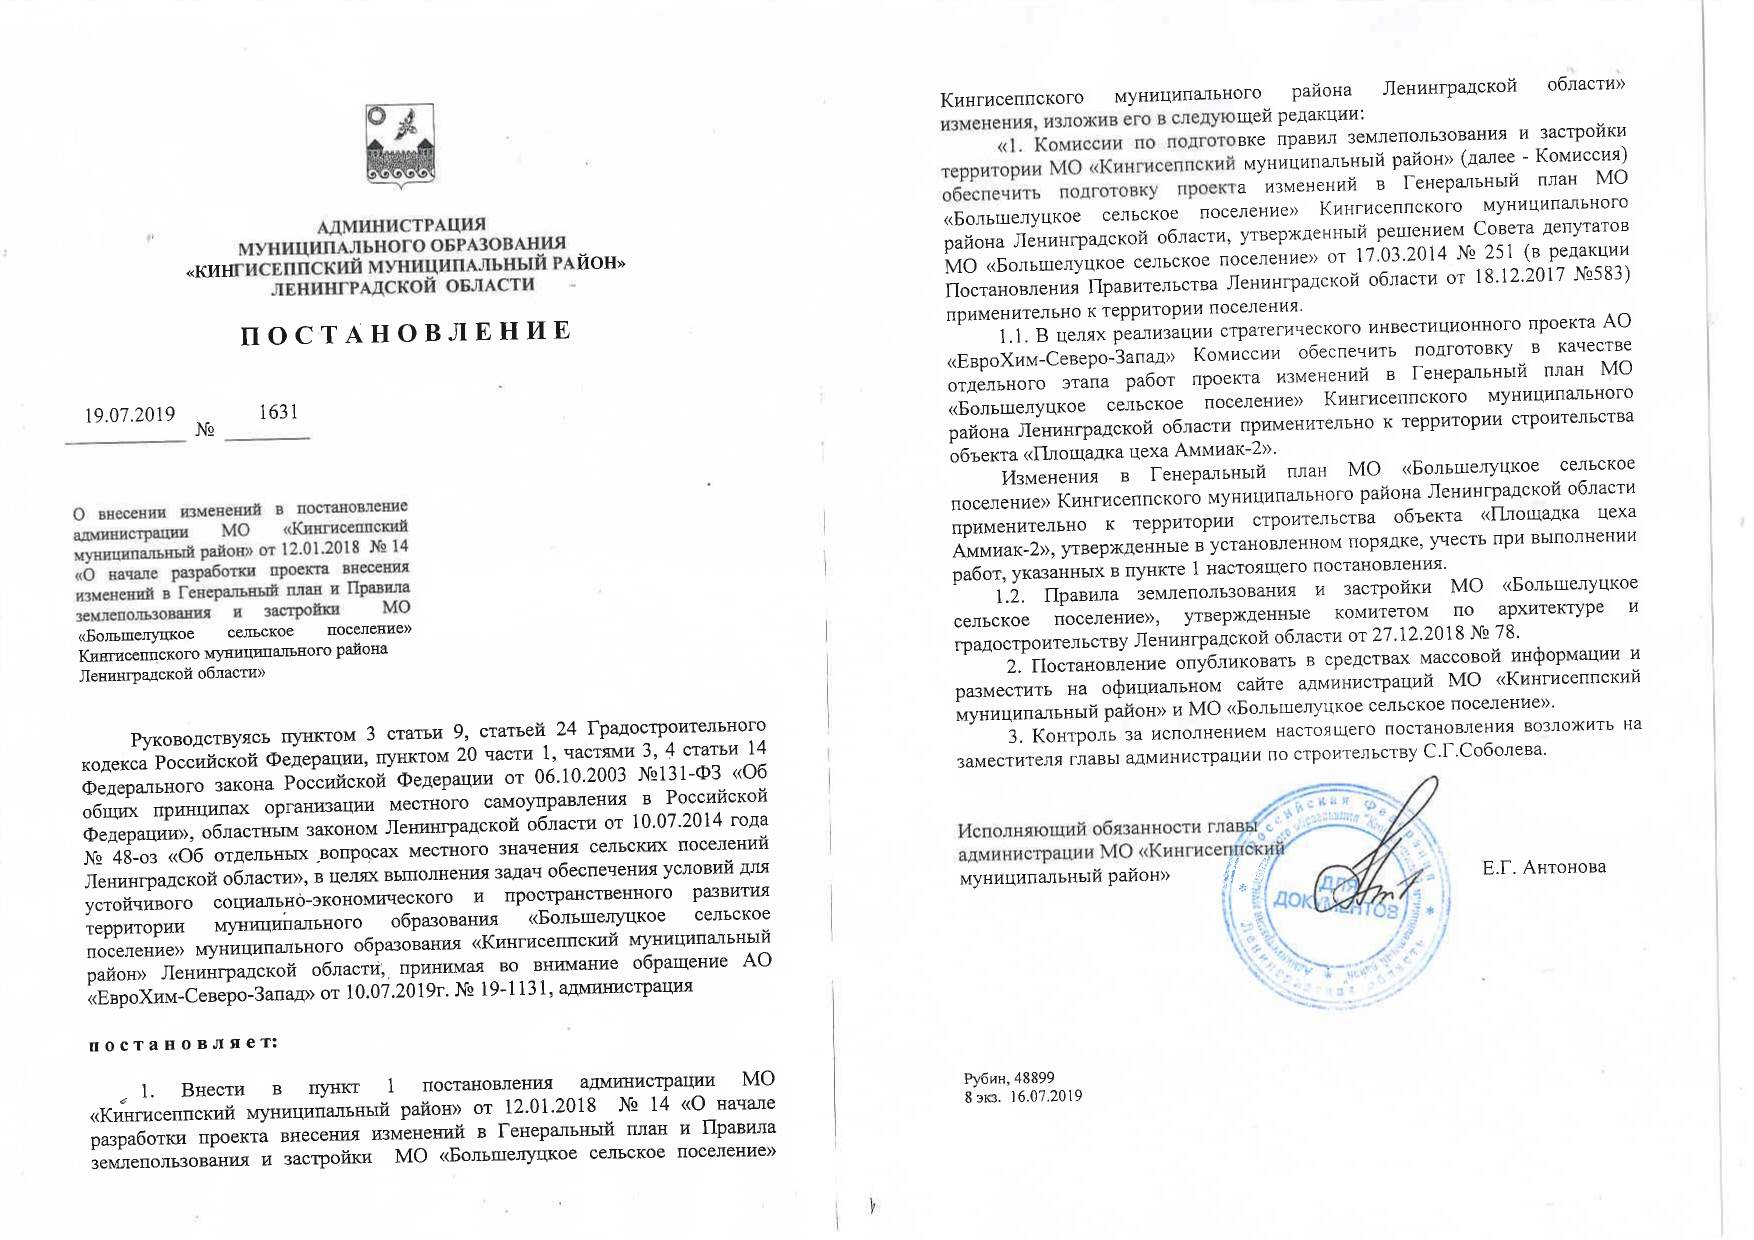 АДМИНИСТРАЦИЯ
МУНИЦИПАЛЬНОГО ОБРАЗОВАНИЯ
«КИНГИСЕППСКИЙ МУНИЦИПАЛЬНЫЙ РАЙОН»
ЛЕНИНГРАДСКОЙ ОБЛАСТИ
ПОСТАНОВЛЕНИЕ
19.07.2019 № 1631
О внесении изменений в постановление
администрации МО «Кингисеппский
муниципальный район» от 12.01.2018 № 14
«О начале разработки проекта внесения
изменений в Генеральный план и Правила
землепользования и застройки МО
«Большелуцкое сельское поселение»
Кингисеппского муниципального района
Ленинградской области»
Руководствуясь пунктом 3 статьи 9, статьей 24 Градостроительного
кодекса Российской Федерации, пунктом 20 части 1, частями 3, 4 статьи 14
Федерального закона Российской Федерации от 06.10.2003 №131-ФЗ «Об
общих принципах организации местного самоуправления в Российской
Федерации», областным законом Ленинградской области от 10.07.2014 года
№ 48-оз «Об отдельных вопросах местного значения сельских поселений
Ленинградской области», в целях выполнения задач обеспечения условий для
устойчивого социально-экономического и пространственного развития
территории муниципального образования «Большелуцкое сельское
поселение» муниципального образования «Кингисеппский муниципальный
район» Ленинградской области, принимая во внимание обращение АО
«ЕвроХим-Северо-Запад» от 10.07.2019г. № 19-1131, администрация
постановляет:
1. Внести в пункт 1 постановления администрации МО
«Кингисеппский муниципальный район» от 12.01.2018 № 14 «О начале
разработки проекта внесения изменений в Генеральный план и Правила
землепользования и застройки МО «Большелуцкое сельское поселение»
Кингисеппского муниципального района Ленинградской области»
изменения, изложив его в следующей редакции:
«1. Комиссии по подготовке правил землепользования и застройки
территории МО «Кингисеппский муниципальный район» (далее - Комиссия)
обеспечить подготовку проекта изменений в Генеральный план МО
«Большелуцкое сельское поселение» Кингисеппского муниципального
района Ленинградской области, утвержденный решением Совета депутатов
МО «Большелуцкое сельское поселение» от 17.03.2014 № 251 (в редакции
Постановления Правительства Ленинградской области от 18.12.2017 №583)
применительно к территории поселения.
1.1. В целях реализации стратегического инвестиционного проекта АО
«ЕвроХим-Северо-Запад» Комиссии обеспечить подготовку в качестве
отдельного этапа работ проекта изменений в Генеральный план МО
«Большелуцкое сельское поселение» Кингисеппского муниципального
района Ленинградской области применительно к территории строительства
объекта «Площадка цеха Аммиак-2».
Изменения в Генеральный план МО «Большелуцкое сельское
поселение» Кингисеппского муниципального района Ленинградской области
применительно к территории строительства объекта «Площадка цеха
Аммиак-2», утвержденные в установленном порядке, учесть при выполнении
работ, указанных в пункте 1 настоящего постановления.
1.2. Правила землепользования и застройки МО «Большелуцкое
сельское поселение», утвержденные комитетом по архитектуре и
градостроительству Ленинградской области от 27.12.2018 № 78.
2. Постановление опубликовать в средствах массовой информации и
разместить на официальном сайте администраций МО «Кингисеппский
муниципальный район» и МО «Большелуцкое сельское поселение».
3. Контроль за исполнением настоящего постановления возложить на
заместителя главы администрации по строительству С.Г.Соболева.
Исполняющий обязанности главы
администрации МО «Кингисеппский
муниципальный район»
Е.Г. Антонова
Российская Федерация
Ленинградская область
ДЛЯ
ДОКУМЕНТОВ
Рубин, 48899
8 экз. 16.07.2019